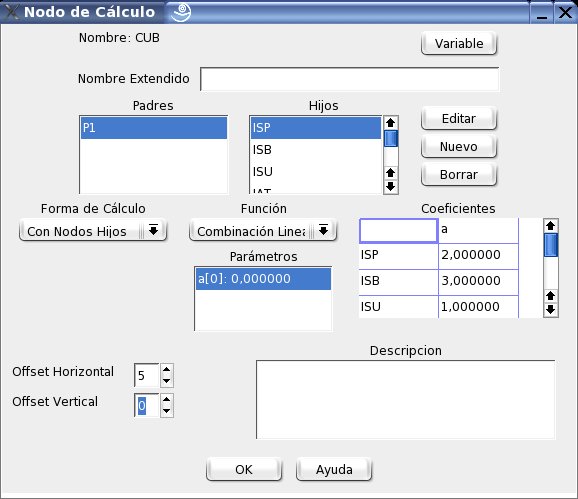 Nodo de Cálculo
Nombre: CUB
Variable
Nombre Extendido
Padres
Hijos
P1
ISP
ISB
ISU
IAT
Editar
Nuevo
Borrar
Forma de Cálculo
Función
Coeficientes
Con Nodos Hijos
Combinación Linea
a
ISP 2,000000
ISB 3,000000
ISU 1,000000
Parámetros
a[0]: 0,000000
Descripcion
Offset Horizontal 5
Offset Vertical 0
OK
Ayuda